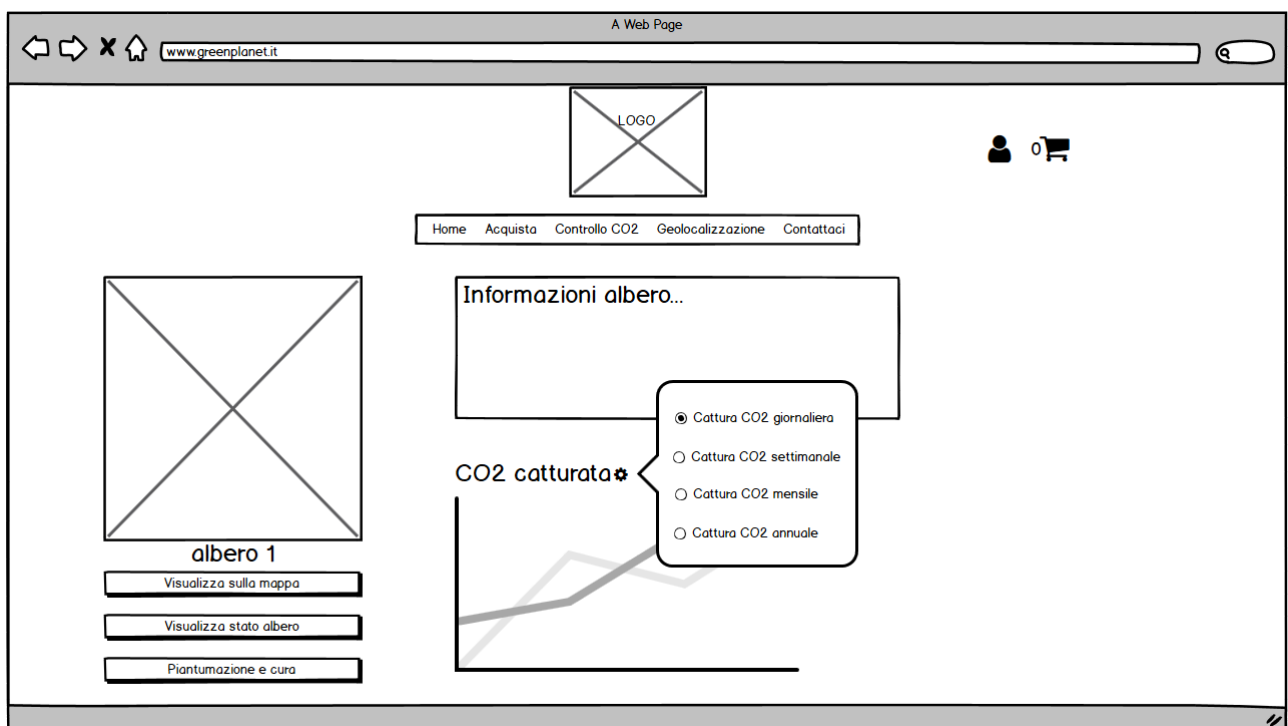 A Web Page
www.greenplanet.it
LOGO
0
Home Acquista Controllo CO2 Geolocalizzazione Contattaci
Informazioni albero...
Cattura CO2 giornaliera
Cattura CO2 settimanale
Cattura CO2 mensile
Cattura CO2 annuale
CO2 catturata
albero 1
Visualizza sulla mappa
Visualizza stato albero
Piantumazione e cura